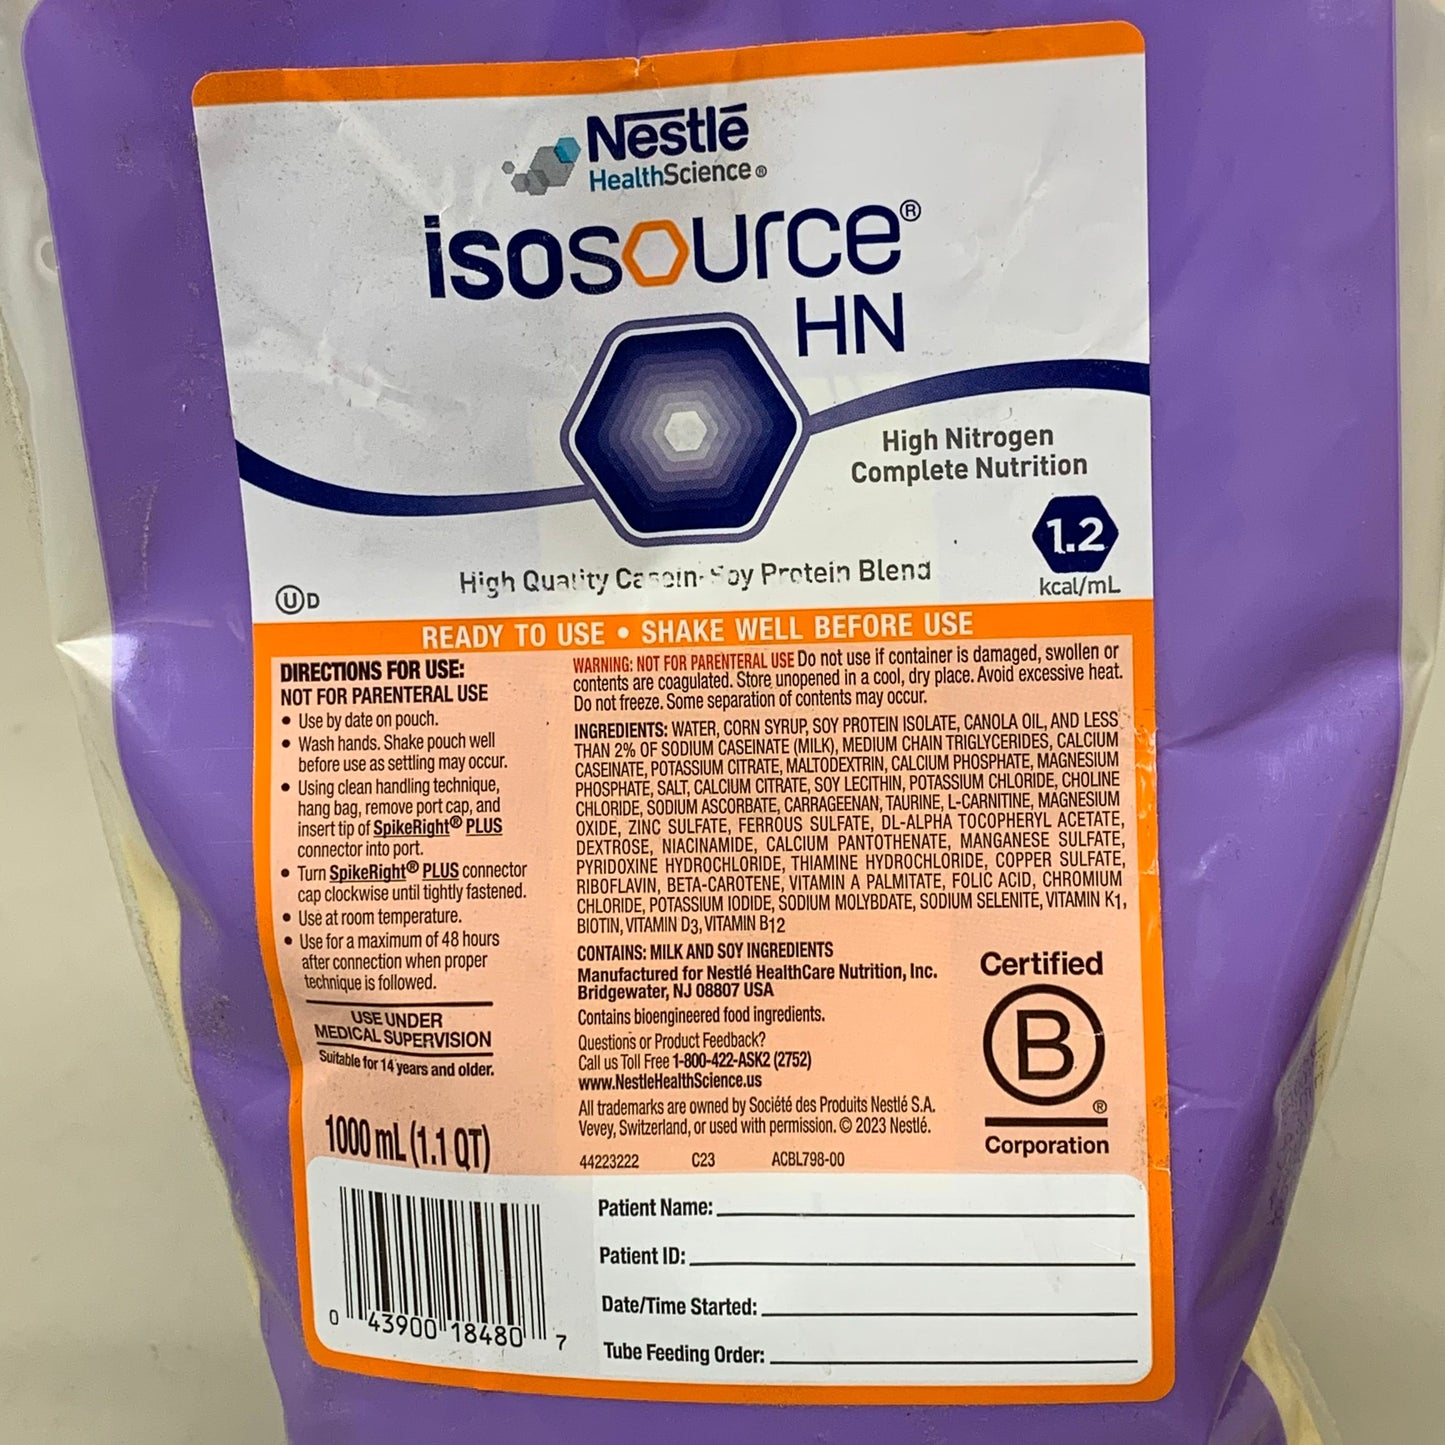 Nestlē
HealthScience®
isosource®
HN
High Nitrogen
Complete Nutrition
1.2
kcal/mL
High Quality Casein-Soy Protein Blend
Ⓤ D
READY TO USE • SHAKE WELL BEFORE USE
DIRECTIONS FOR USE:
NOT FOR PARENTERAL USE
• Use by date on pouch.
• Wash hands. Shake pouch well
before use as settling may occur.
• Using clean handling technique,
hang bag, remove port cap, and
insert tip of SpikeRight® PLUS
connector into port.
• Turn SpikeRight® PLUS connector
cap clockwise until tightly fastened.
• Use at room temperature.
• Use for a maximum of 48 hours
after connection when proper
technique is followed.
USE UNDER
MEDICAL SUPERVISION
Suitable for 14 years and older.
1000 mL (1.1 QT)
WARNING: NOT FOR PARENTERAL USE Do not use if container is damaged, swollen or
contents are coagulated. Store unopened in a cool, dry place. Avoid excessive heat.
Do not freeze. Some separation of contents may occur.
INGREDIENTS: WATER, CORN SYRUP, SOY PROTEIN ISOLATE, CANOLA OIL, AND LESS
THAN 2% OF SODIUM CASEINATE (MILK), MEDIUM CHAIN TRIGLYCERIDES, CALCIUM
CASEINATE, POTASSIUM CITRATE, MALTODEXTRIN, CALCIUM PHOSPHATE, MAGNESIUM
PHOSPHATE, SALT, CALCIUM CITRATE, SOY LECITHIN, POTASSIUM CHLORIDE, CHOLINE
CHLORIDE, SODIUM ASCORBATE, CARRAGEENAN, TAURINE, L-CARNITINE, MAGNESIUM
OXIDE, ZINC SULFATE, FERROUS SULFATE, DL-ALPHA TOCOPHERYL ACETATE,
DEXTROSE, NIACINAMIDE, CALCIUM PANTOTHENATE, MANGANESE SULFATE,
PYRIDOXINE HYDROCHLORIDE, THIAMINE HYDROCHLORIDE, COPPER SULFATE,
RIBOFLAVIN, BETA-CAROTENE, VITAMIN A PALMITATE, FOLIC ACID, CHROMIUM
CHLORIDE, POTASSIUM IODIDE, SODIUM MOLYBDATE, SODIUM SELENITE, VITAMIN K1,
BIOTIN, VITAMIN D3, VITAMIN B12
CONTAINS: MILK AND SOY INGREDIENTS
Manufactured for Nestlé HealthCare Nutrition, Inc.
Bridgewater, NJ 08807 USA
Contains bioengineered food ingredients.
Questions or Product Feedback?
Call us Toll Free 1-800-422-ASK2 (2752)
www.NestleHealthScience.us
All trademarks are owned by Société des Produits Nestlé S.A.
Vevey, Switzerland, or used with permission. © 2023 Nestlé.
44223222 C23 ACBL798-00
Certified
B
®
Corporation
0 43900 18480 7
Patient Name:
Patient ID:
Date/Time Started:
Tube Feeding Order: